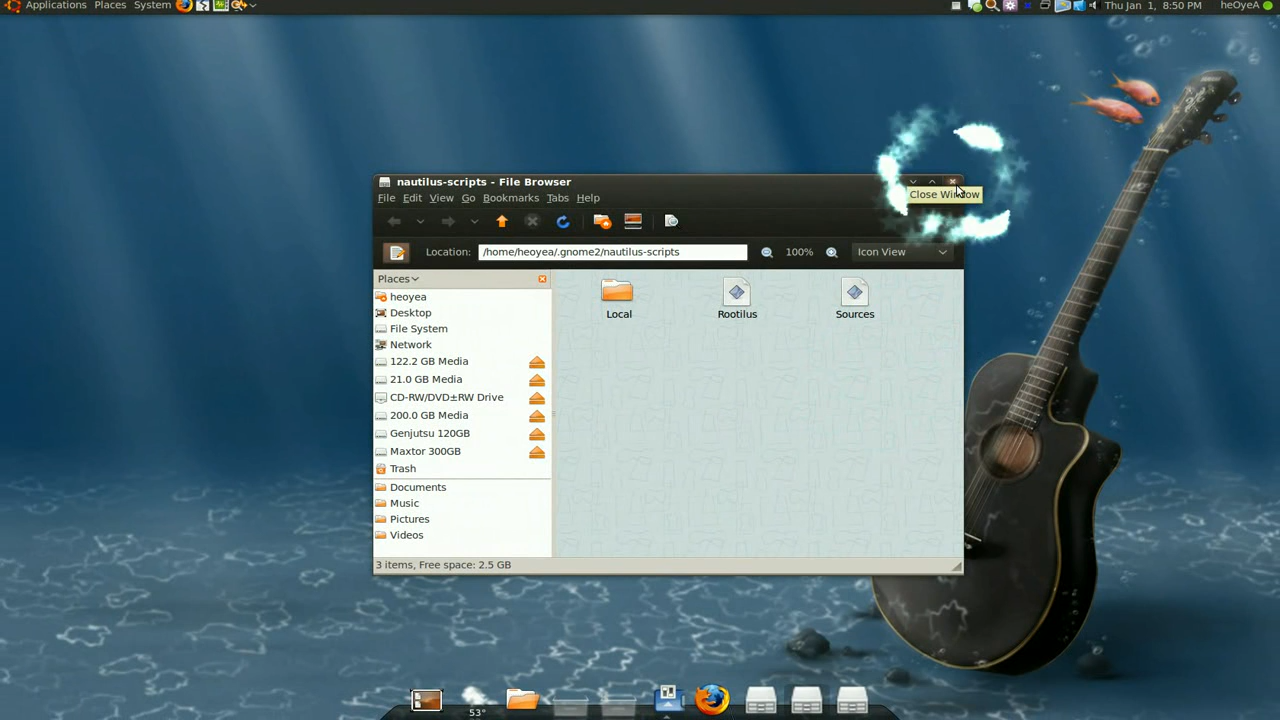 Applications Places System
Thu Jan 1, 8:50 PM heOyeA
nautilus-scripts - File Browser
Close Window
File Edit View Go Bookmarks Tabs Help
Location: /home/heoyea/.gnome2/nautilus-scripts 100% Icon View
Places
heoyea
Desktop
File System
Network
122.2 GB Media
21.0 GB Media
CD-RW/DVD±RW Drive
200.0 GB Media
Genjutsu 120GB
Maxtor 300GB
Trash
Documents
Music
Pictures
Videos
Local Rootilus Sources
3 items, Free space: 2.5 GB
53°